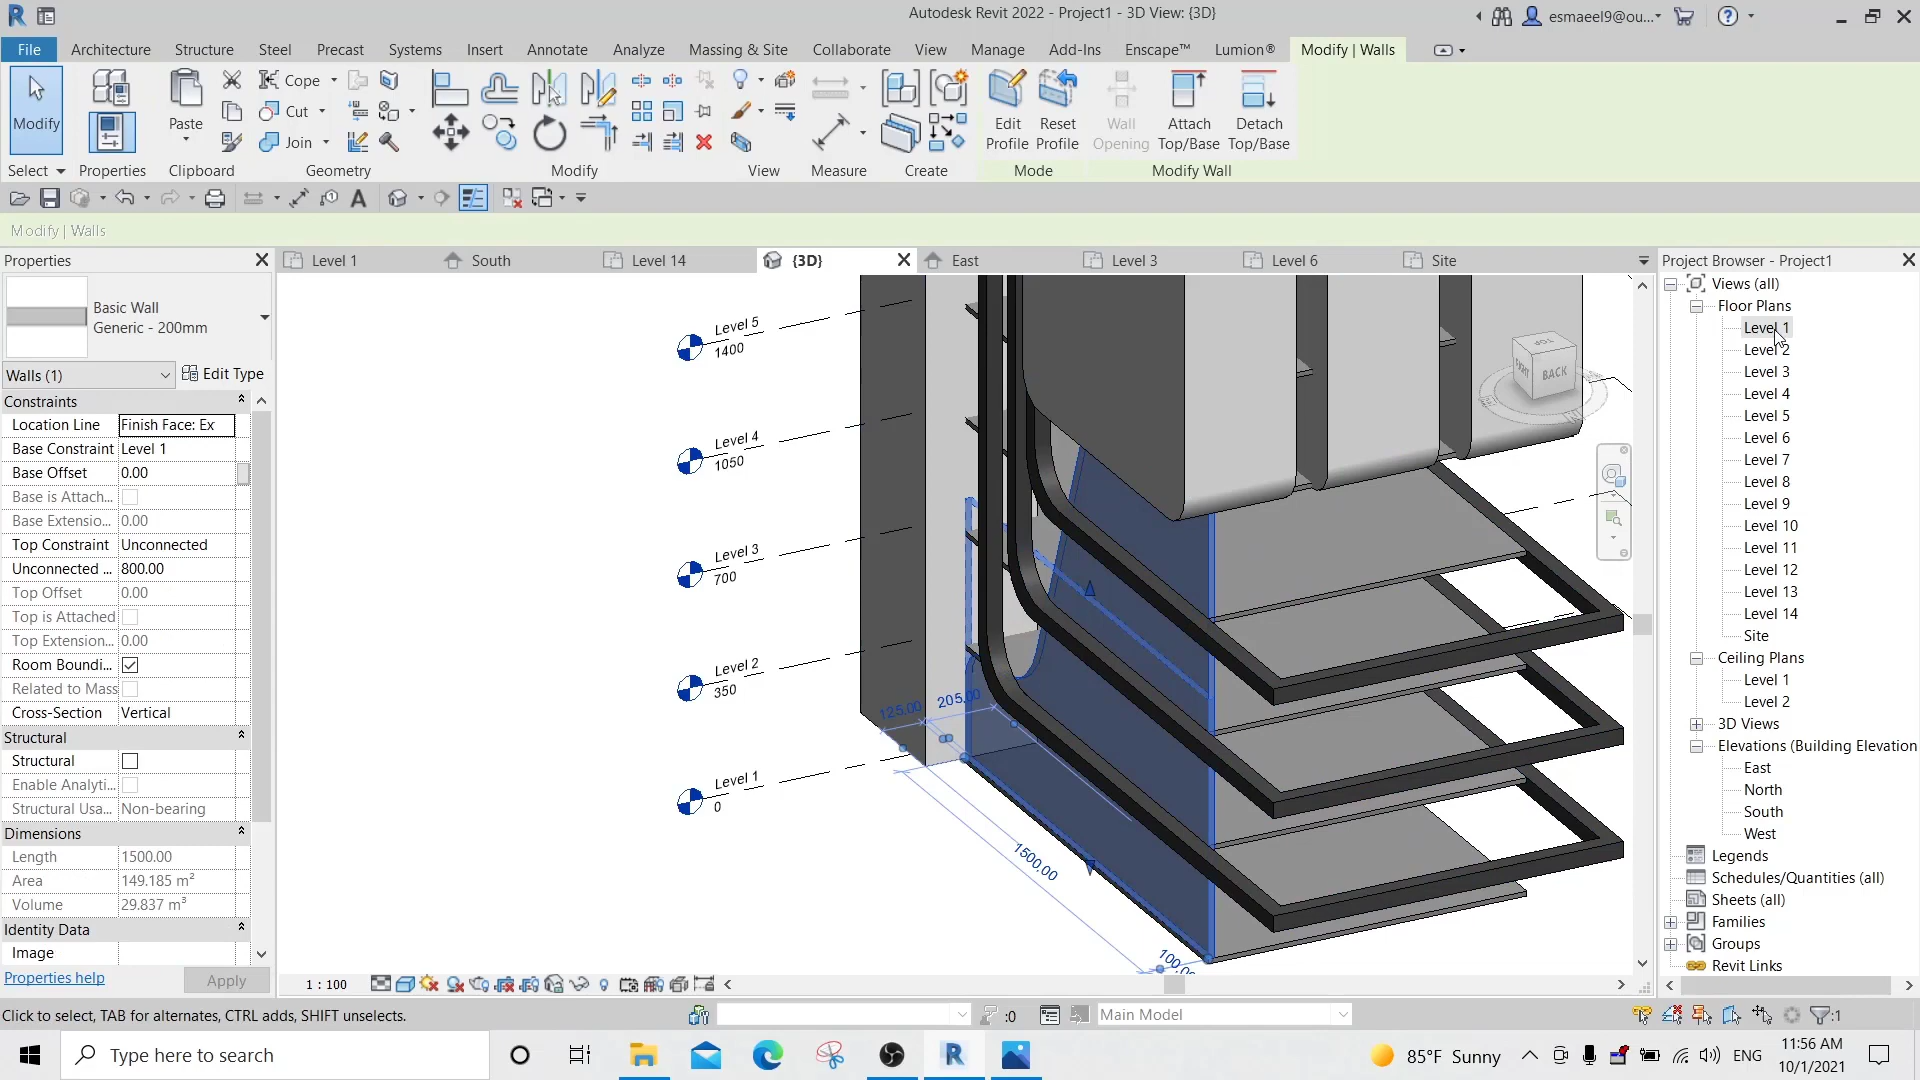 Autodesk Revit 2022 - Project1 - 3D View: {3D}
esmaeel9@ou...
File Architecture Structure Steel Precast Systems Insert Annotate Analyze Massing & Site Collaborate View Manage Add-Ins Enscape™ Lumion® Modify | Walls
Modify
Paste
Cope
Cut
Join
Edit Profile
Reset Profile
Wall Opening
Attach Top/Base
Detach Top/Base
Select Properties Clipboard Geometry Modify View Measure Create Mode Modify Wall
Modify | Walls
Properties
Level 1
South
Level 14
{3D}
East
Level 3
Level 6
Site
Project Browser - Project1
Basic Wall
Generic - 200mm
Walls (1)
Edit Type
Constraints
Location Line Finish Face: Ex
Base Constraint Level 1
Base Offset 0.00
Base is Attach...
Base Extensio... 0.00
Top Constraint Unconnected
Unconnected ... 800.00
Top Offset 0.00
Top is Attached
Top Extension... 0.00
Room Boundi...
Related to Mass
Cross-Section Vertical
Structural
Structural
Enable Analyti...
Structural Usa... Non-bearing
Dimensions
Length 1500.00
Area 149.185 m²
Volume 29.837 m³
Identity Data
Image
Properties help
Apply
Level 5
1400
Level 4
1050
Level 3
700
Level 2
350
Level 1
0
125.00
205.00
1500.00
100.0
TOP
BACK
Views (all)
Floor Plans
Level 1
Level 2
Level 3
Level 4
Level 5
Level 6
Level 7
Level 8
Level 9
Level 10
Level 11
Level 12
Level 13
Level 14
Site
Ceiling Plans
Level 1
Level 2
3D Views
Elevations (Building Elevation
East
North
South
West
Legends
Schedules/Quantities (all)
Sheets (all)
Families
Groups
Revit Links
1 : 100
Click to select, TAB for alternates, CTRL adds, SHIFT unselects.
:0
Main Model
:1
Type here to search
85°F Sunny
ENG
11:56 AM
10/1/2021